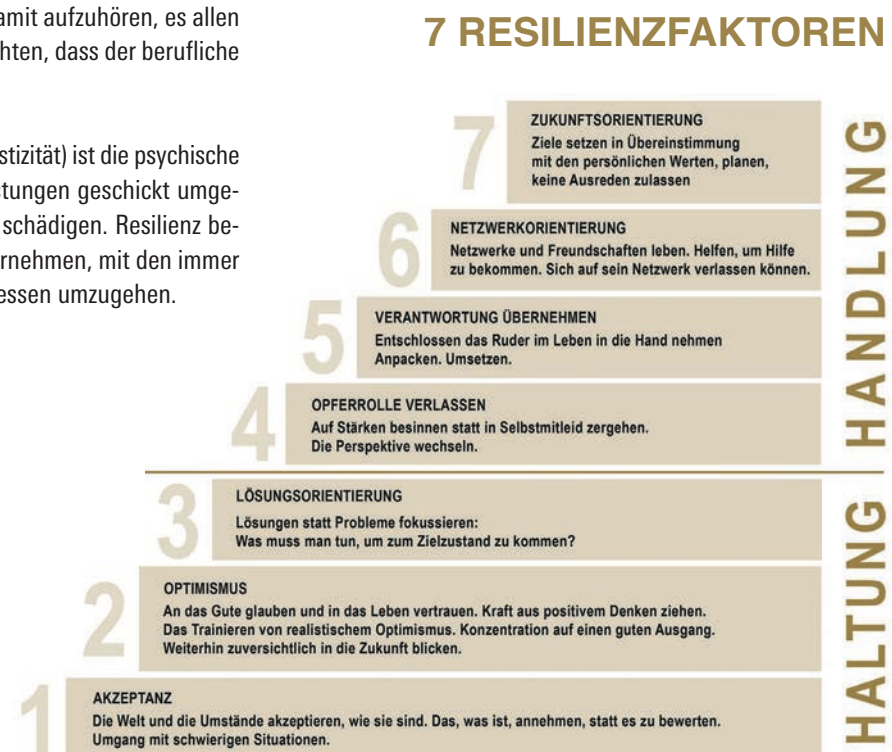 amit aufzuhören, es allen
hten, dass der berufliche
stizität) ist die psychische
stungen geschickt umge-
schädigen. Resilienz be-
rnehmen, mit den immer
essen umzugehen.
7 RESILIENZFAKTOREN
7
ZUKUNFTSORIENTIERUNG
Ziele setzen in Übereinstimmung
mit den persönlichen Werten, planen,
keine Ausreden zulassen
6
NETZWERKORIENTIERUNG
Netzwerke und Freundschaften leben. Helfen, um Hilfe
zu bekommen. Sich auf sein Netzwerk verlassen können.
5
VERANTWORTUNG ÜBERNEHMEN
Entschlossen das Ruder im Leben in die Hand nehmen
Anpacken. Umsetzen.
4
OPFERROLLE VERLASSEN
Auf Stärken besinnen statt in Selbstmitleid zergehen.
Die Perspektive wechseln.
HANDLUNG
3
LÖSUNGSORIENTIERUNG
Lösungen statt Probleme fokussieren:
Was muss man tun, um zum Zielzustand zu kommen?
2
OPTIMISMUS
An das Gute glauben und in das Leben vertrauen. Kraft aus positivem Denken ziehen.
Das Trainieren von realistischem Optimismus. Konzentration auf einen guten Ausgang.
Weiterhin zuversichtlich in die Zukunft blicken.
1
AKZEPTANZ
Die Welt und die Umstände akzeptieren, wie sie sind. Das, was ist, annehmen, statt es zu bewerten.
Umgang mit schwierigen Situationen.
HALTUNG